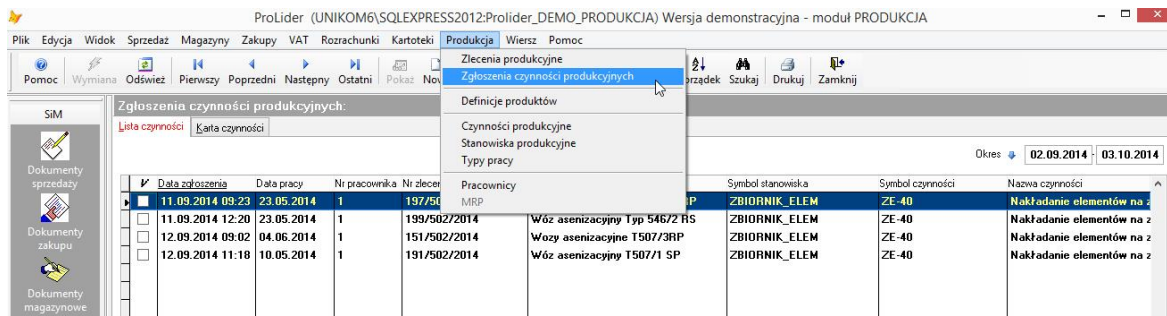 ProLider (UNIKOM6\SQLEXPRESS2012:Prolider_DEMO_PRODUKCJA) Wersja demonstracyjna - moduł PRODUKCJA
Plik Edycja Widok Sprzedaż Magazyny Zakupy VAT Rozrachunki Kartoteki Produkcja Wiersz Pomoc
Zlecenia produkcyjne
Zgłoszenia czynności produkcyjnych
Definicje produktów
Czynności produkcyjne
Stanowiska produkcyjne
Typy pracy
Pracownicy
MRP
Pomoc Wymiana Odśwież Pierwszy Poprzedni Następny Ostatni Pokaż Szukaj Drukuj Zamknij
SiM
Zgłoszenia czynności produkcyjnych:
Lista czynności Karta czynności
Okres 02.09.2014 - 03.10.2014
V Data zgłoszenia Data pracy Nr pracownika Symbol stanowiska Symbol czynności Nazwa czynności
11.09.2014 09:23 23.05.2014 1 ZBIORNIK_ELEM ZE-40 Nakładanie elementów na
11.09.2014 12:20 23.05.2014 1 199/502/2014 Wóz asenizacyjny Typ 546/2 RS ZBIORNIK_ELEM ZE-40 Nakładanie elementów na z
12.09.2014 09:02 04.06.2014 1 151/502/2014 Wozy asenizacyjne T507/3RP ZBIORNIK_ELEM ZE-40 Nakładanie elementów na z
12.09.2014 11:18 10.05.2014 1 191/502/2014 Wóz asenizacyjny T507/1 SP ZBIORNIK_ELEM ZE-40 Nakładanie elementów na z
Dokumenty
sprzedaży
Dokumenty
zakupu
Dokumenty
magazynowe